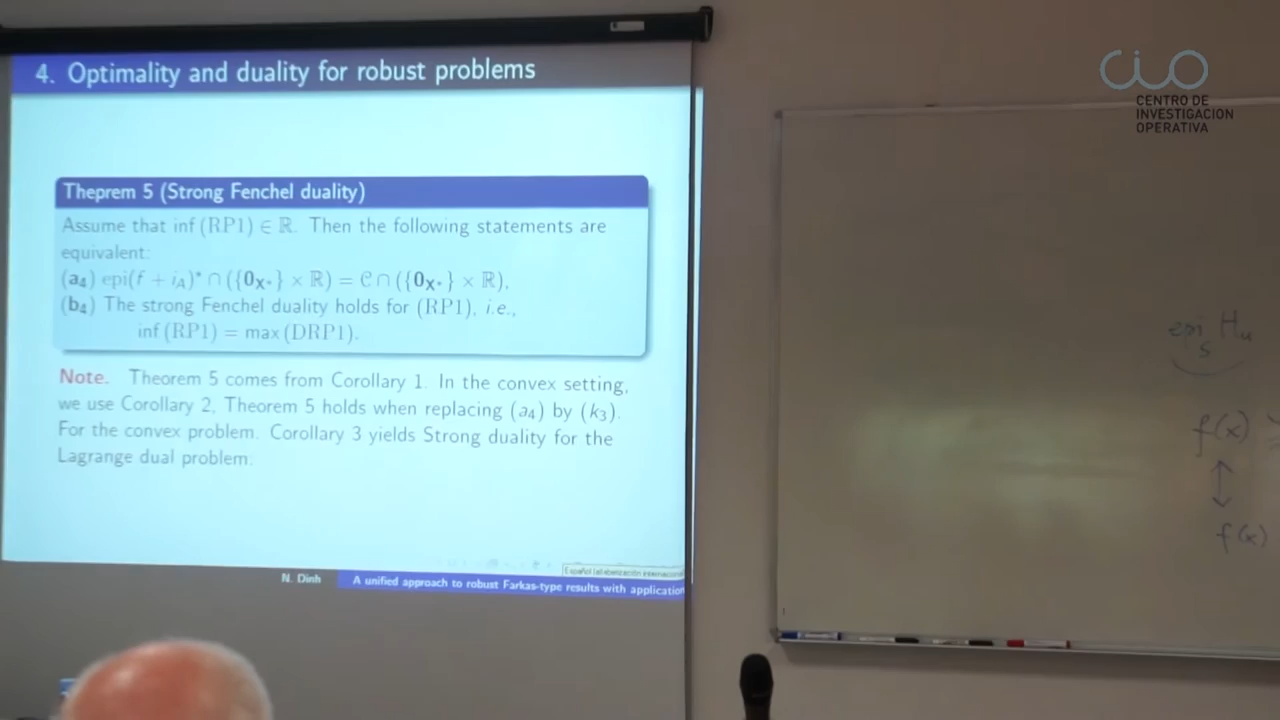 4. Optimality and duality for robust problems
Theprem 5 (Strong Fenchel duality)
Assume that inf (RP1) ∈ ℝ. Then the following statements are
equivalent:
(a₄) epi(f + i_A)* ∩ ({0_X*} × ℝ) = C ∩ ({0_X*} × ℝ),
(b₄) The strong Fenchel duality holds for (RP1), i.e.,
inf (RP1) = max (DRP1).
Note. Theorem 5 comes from Corollary 1. In the convex setting,
we use Corollary 2, Theorem 5 holds when replacing (a₄) by (k₃).
For the convex problem. Corollary 3 yields Strong duality for the
Lagrange dual problem.
N. Dinh
A unified approach to robust Farkas-type results with application
CIO
CENTRO DE
INVESTIGACION
OPERATIVA
epi H_u
f(x)
f(x)